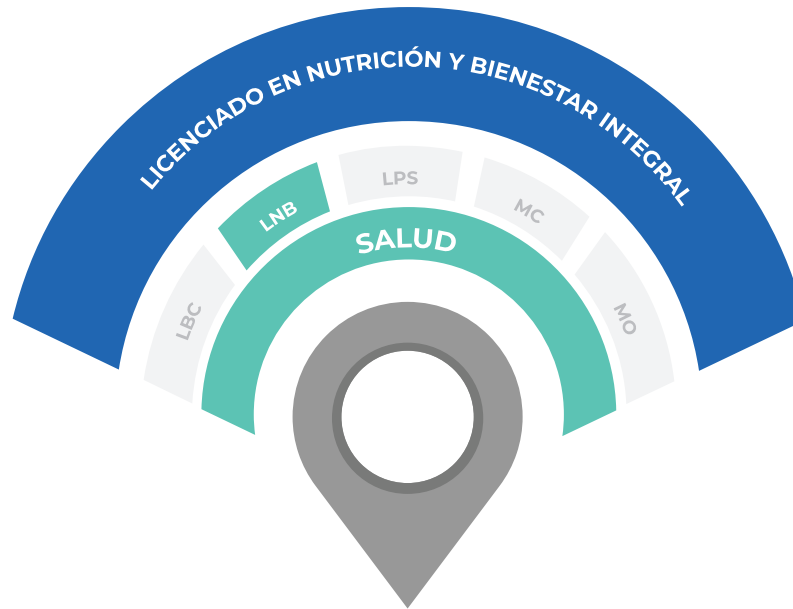 LICENCIADO EN NUTRICIÓN Y BIENESTAR INTEGRAL
LBC
LNB
LPS
MC
MO
SALUD